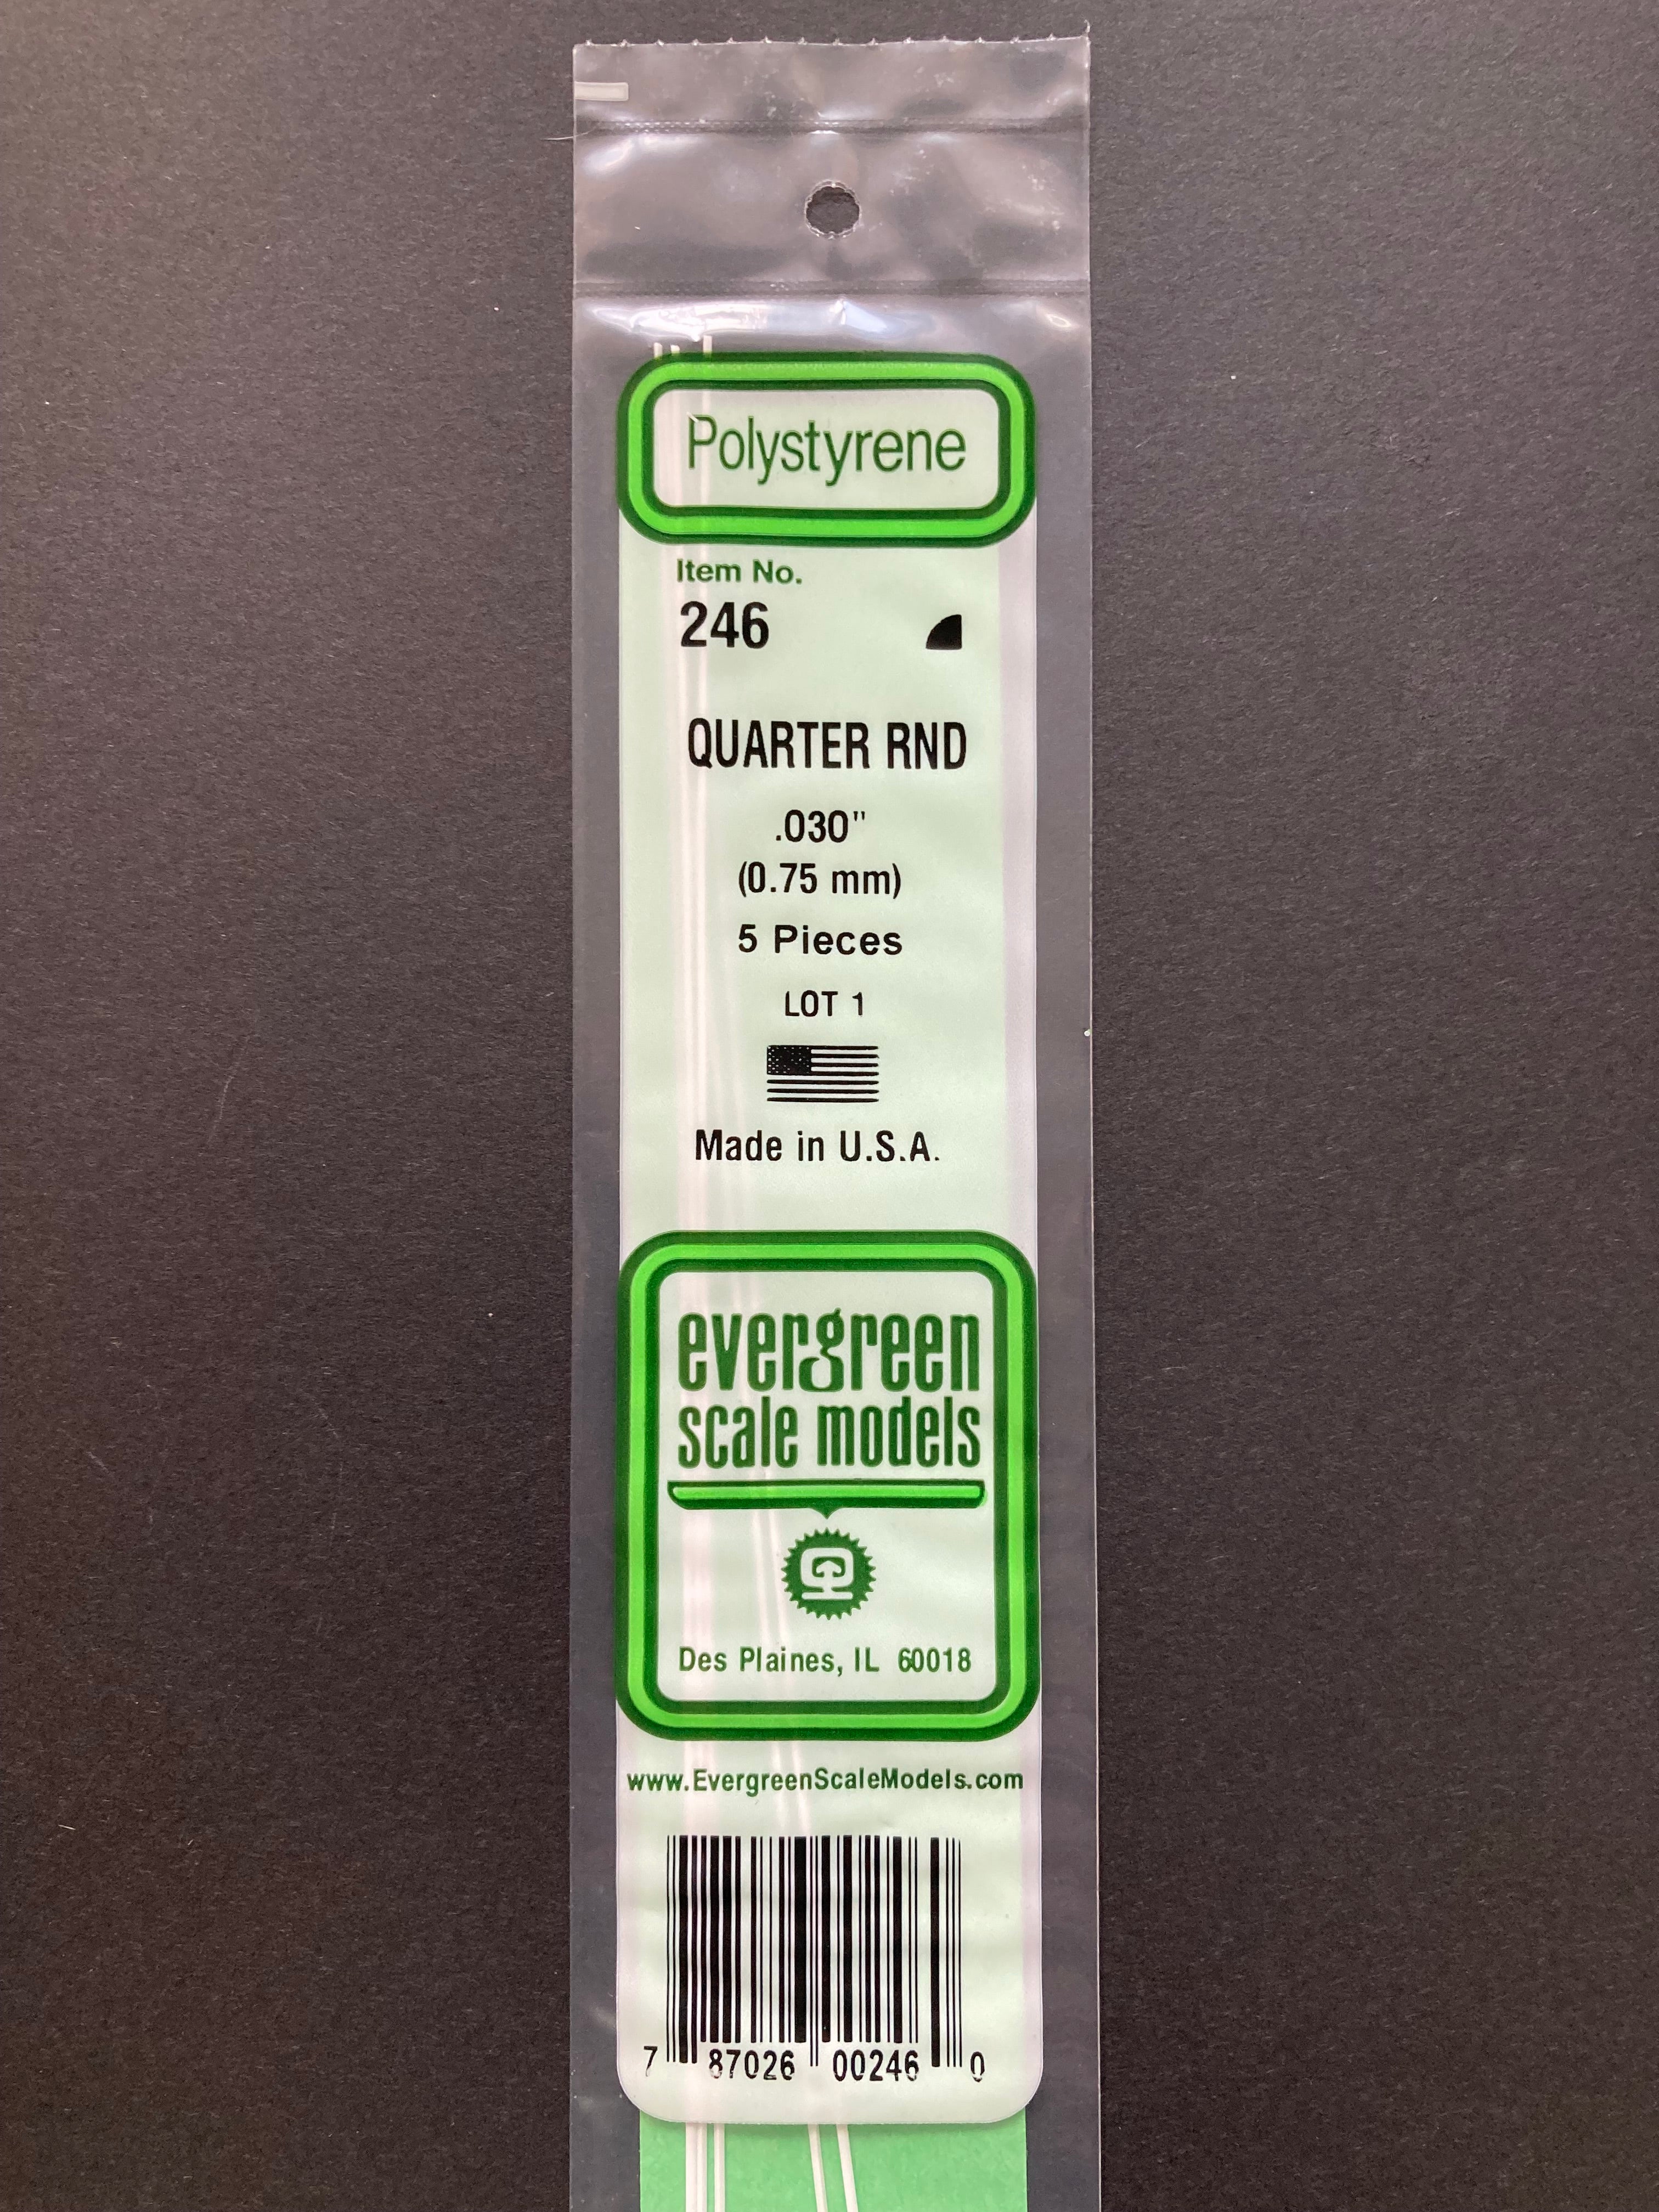 Polystyrene
Item No.
246
QUARTER RND
.030"
(0.75 mm)
5 Pieces
LOT 1
Made in U.S.A.
evergreen
scale models
Des Plaines, IL 60018
www.EvergreenScaleModels.com
7 87026 00246 0